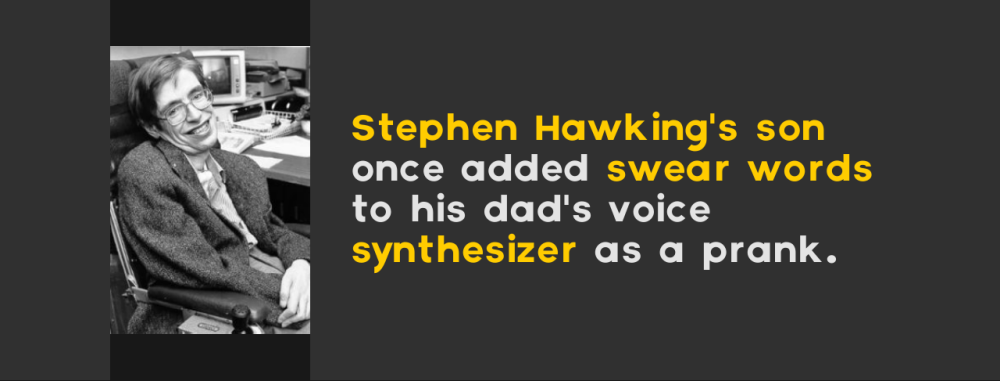 Stephen Hawking's son
once added swear words
to his dad's voice
synthesizer as a prank.